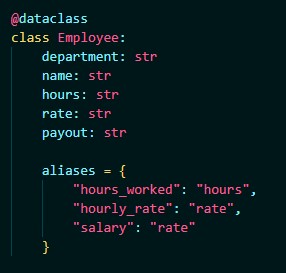 @dataclass
class Employee:
    department: str
    name: str
    hours: str
    rate: str
    payout: str

    aliases = {
        "hours_worked": "hours",
        "hourly_rate": "rate",
        "salary": "rate"
    }